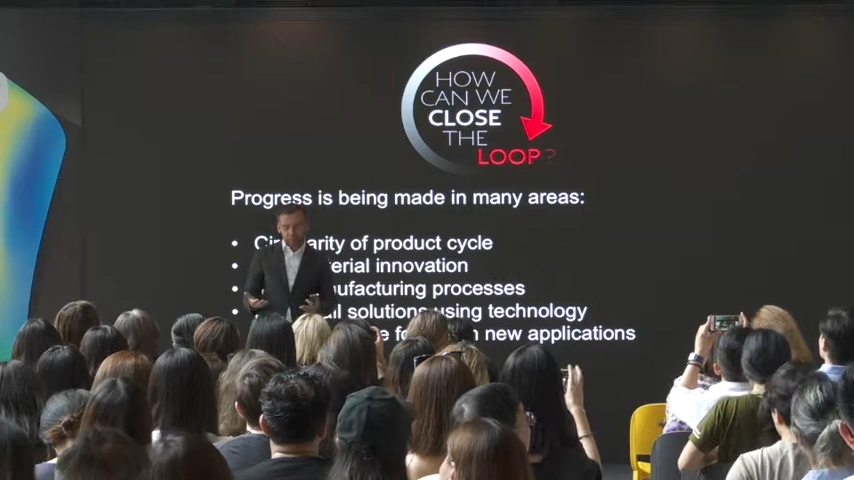 HOW
CAN WE
CLOSE
THE
LOOP?
Progress is being made in many areas:
• of product cycle
• innovation
• processes
• solutions using technology
new applications